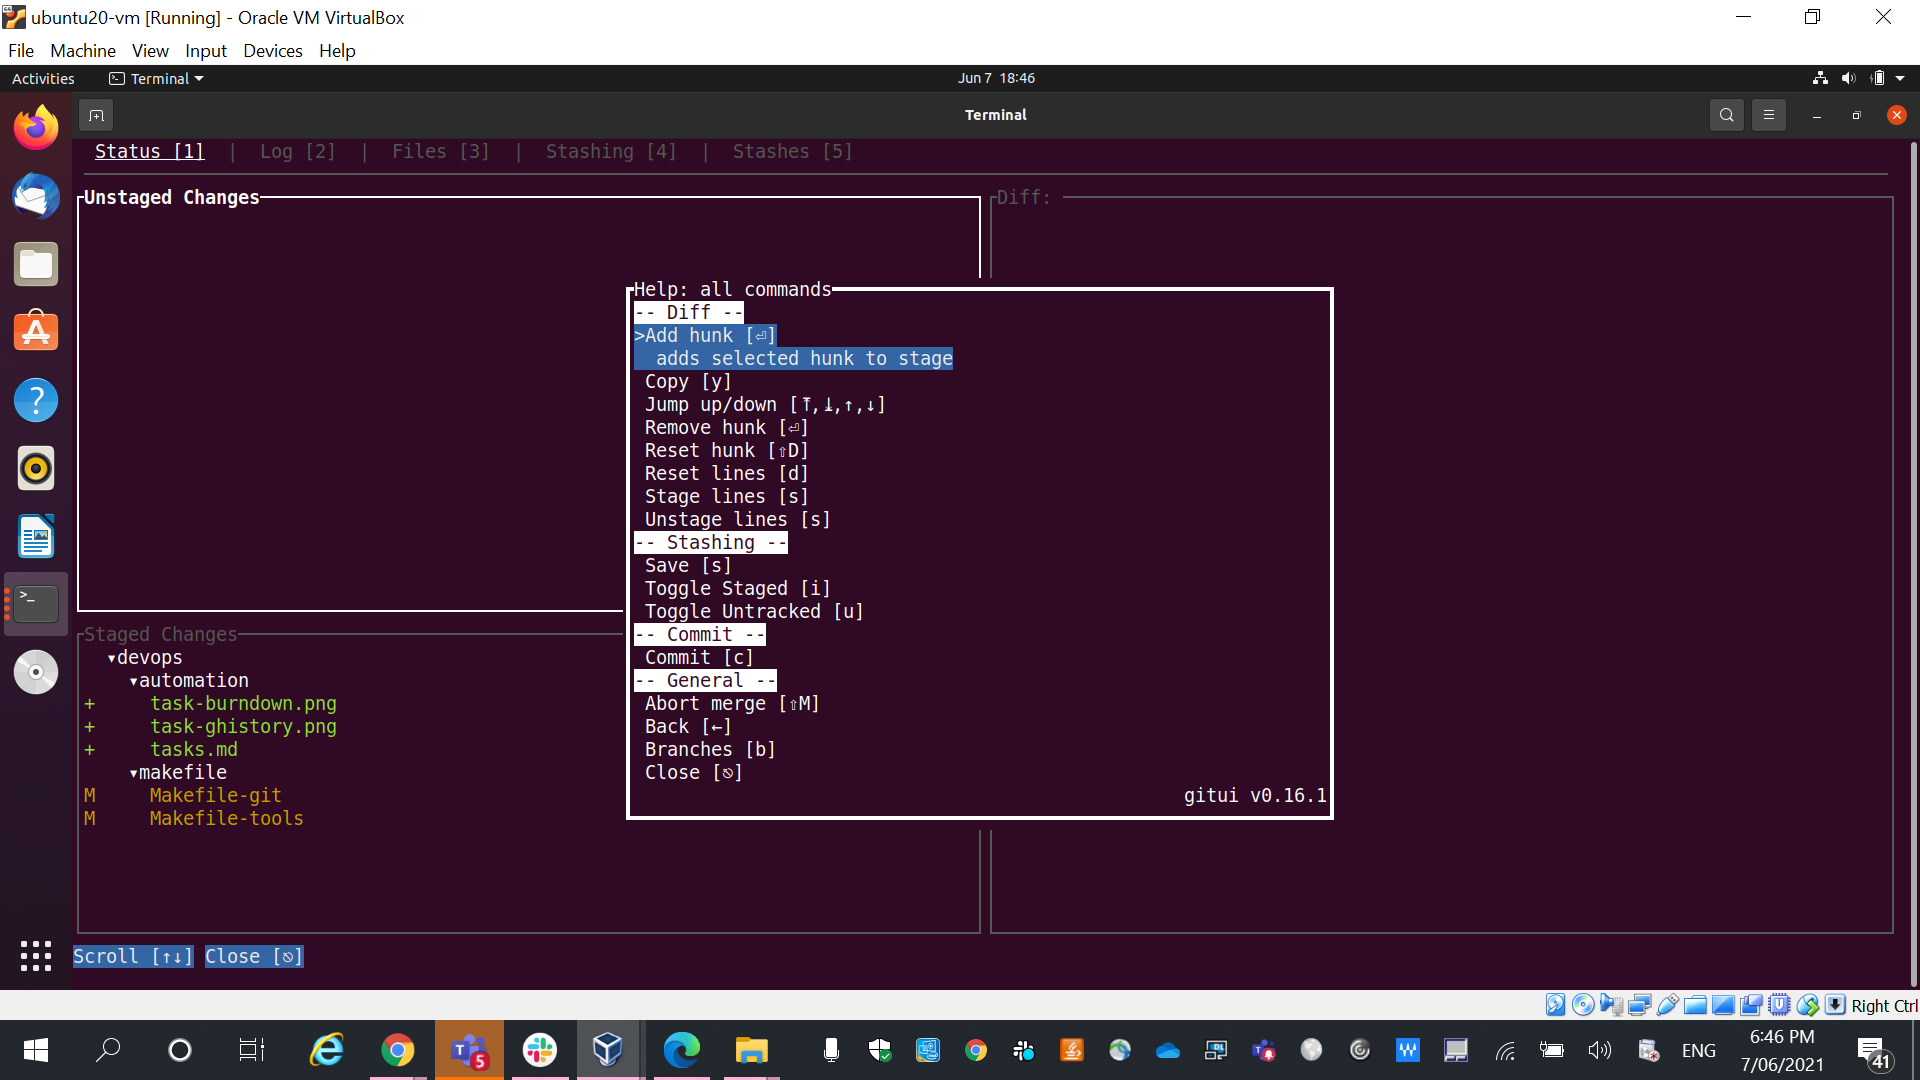 ubuntu20-vm [Running] - Oracle VM VirtualBox
File Machine View Input Devices Help
Activities Terminal Jun 7 18:46
Terminal
Status [1] | Log [2] | Files [3] | Stashing [4] | Stashes [5]
Unstaged Changes
Diff:
Help: all commands
-- Diff --
>Add hunk [⏎]
adds selected hunk to stage
Copy [y]
Jump up/down [⤒,⤓,↑,↓]
Remove hunk [⏎]
Reset hunk [⇧D]
Reset lines [d]
Stage lines [s]
Unstage lines [s]
-- Stashing --
Save [s]
Toggle Staged [i]
Toggle Untracked [u]
-- Commit --
Commit [c]
-- General --
Abort merge [⇧M]
Back [←]
Branches [b]
Close [⎋]
gitui v0.16.1
Staged Changes
▾devops
▾automation
+ task-burndown.png
+ task-ghistory.png
+ tasks.md
▾makefile
M Makefile-git
M Makefile-tools
Scroll [↑↓] Close [⎋]
Right Ctrl
5
ENG
6:46 PM
7/06/2021
41